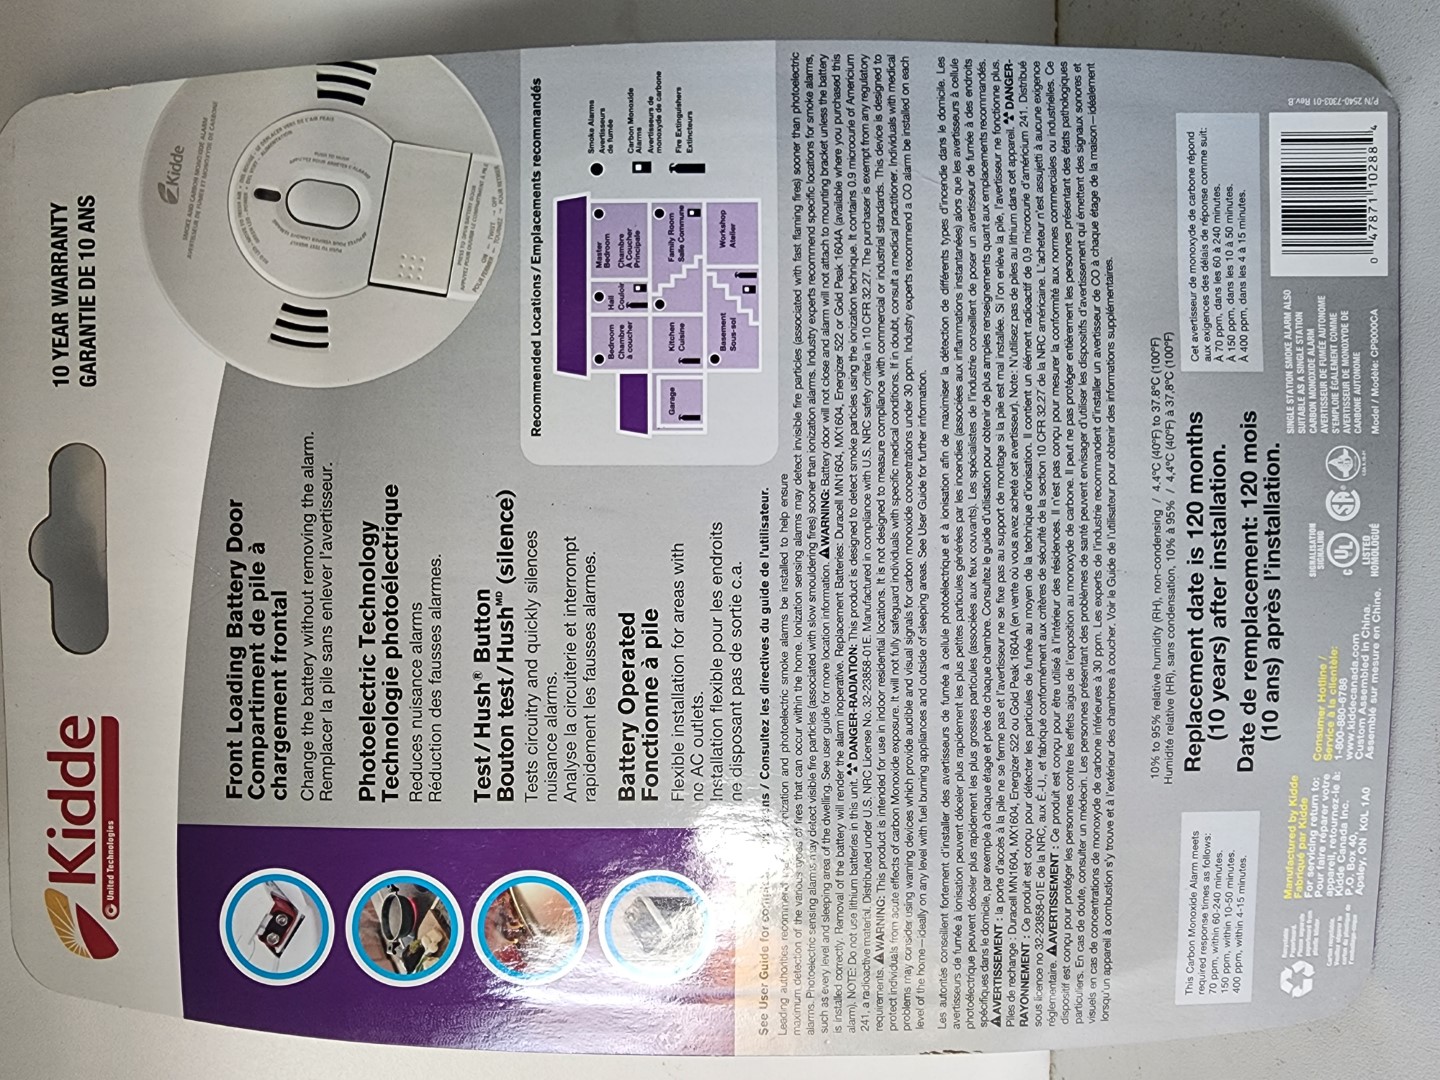 Kidde
United Technologies
10 YEAR WARRANTY
GARANTIE DE 10 ANS
Kidde
SMOKE AND CARBON MONOXIDE ALARM
AVERTISSEUR DE FUMÉE ET MONOXYDE DE CARBONE
PRESS TO OPEN BATTERY DOOR
APPUYEZ POUR OUVRIR LE COMPARTIMENT À PILE
ON ← TWIST → OFF
Front Loading Battery Door
Compartiment de pile à
chargement frontal
Change the battery without removing the alarm.
Remplacer la pile sans enlever l'avertisseur.
Photoelectric Technology
Technologie photoélectrique
Reduces nuisance alarms
Réduction des fausses alarmes.
Test/Hush® Button
Bouton test/Hush MD (silence)
Tests circuitry and quickly silences
nuisance alarms.
Analyse la circuiterie et interrompt
rapidement les fausses alarmes.
Battery Operated
Fonctionne à pile
Flexible installation for areas with
no AC outlets.
Installation flexible pour les endroits
ne disposant pas de sortie c.a.
Recommended Locations/Emplacements recommandés
Bedroom
Chambre
à coucher
Hall
Couloir
Master
Bedroom
Chambre
À Coucher
Principale
Garage
Kitchen
Cuisine
Family Room
Salle Commune
Basement
Sous-sol
Workshop
Atelier
Smoke Alarms
Avertisseurs
de fumée
Carbon Monoxide
Alarms
Avertisseurs de
monoxyde de carbone
Fire Extinguishers
Extincteurs
See User Guide for / Consultez les directives du guide de l'utilisateur.
Leading authorities recommend ionization and photoelectric smoke alarms be installed to help ensure
maximum detection of the various types of fires that can occur within the home. Ionization sensing alarms may detect invisible fire particles (associated with fast flaming fires) sooner than photoelectric
alarms. Photoelectric sensing alarms may detect visible fire particles (associated with slow smouldering fires) sooner than ionization alarms. Industry experts recommend specific locations for smoke alarms,
such as every level and sleeping area of the dwelling. See user guide for more location information. ⚠WARNING: Battery door will not close and alarm will not attach to mounting bracket unless the battery
is installed correctly. Removal of the battery will render the alarm inoperative. Replacement Batteries: Duracell MN1604, MX1604, Energizer 522 or Gold Peak 1604A (available where you purchased this
alarm). NOTE: Do not use lithium batteries in this unit. ☢ DANGER-RADIATION: This product is designed to detect smoke particles using the ionization technique. It contains 0.9 microcurie of Americium
241, a radioactive material. Distributed under U.S. NRC License No. 32-23858-01E. Manufactured in compliance with U.S. NRC safety criteria in 10 CFR 32.27. The purchaser is exempt from any regulatory
requirements. ⚠WARNING: This product is intended for use in indoor residential locations. It is not designed to measure compliance with commercial or industrial standards. This device is designed to
protect individuals from acute effects of carbon Monoxide exposure. It will not fully safeguard individuals with specific medical conditions. If in doubt, consult a medical practitioner. Individuals with medical
problems may consider using warning devices which provide audible and visual signals for carbon monoxide concentrations under 30 ppm. Industry experts recommend a CO alarm be installed on each
level of the home—ideally on any level with fuel burning appliances and outside of sleeping areas. See User Guide for further information.
Les autortés conseillent fortement d'installer des avertisseurs de fumée à cellule photoélectrique et à ionisation afin de maximiser la détection de différents types d'incendie dans le domicile. Les
avertisseurs de fumée à ionisation peuvent déceler plus rapidement les plus petites particules générées par les incendies (associées aux inflammations instantanées) alors que les avertisseurs à cellule
photoélectrique peuvent déceler plus rapidement les plus grosses particules (associées aux feux couvants). Les spécialistes de l'industrie conseillent de poser un avertisseur de fumée à des endroits
spécifiques dans le domicile, par exemple à chaque étage et près de chaque chambre. Consultez le guide d'utilisation pour obtenir de plus amples renseignements quant aux emplacements recommandés.
⚠AVERTISSEMENT : la porte d'accès à la pile ne se ferme pas et l'avertisseur ne se fixe pas au support de montage si la pile est mal installée. Si l'on enlève la pile, l'avertisseur ne fonctionne plus.
Piles de rechange : Duracell MN1604, MX1604, Energizer 522 ou Gold Peak 1604A (en vente où vous avez acheté cet avertisseur). Note: N'utilisez pas de piles au lithium dans cet appareil. ☢ DANGER-
RAYONNEMENT : Ce produit est conçu pour détecter les particules de fumée au moyen de la technique d'ionisation. Il contient un élément radioactif de 0,9 microcurie d'américium 241. Distribué
sous licence no 32-23858-01E de la NRC, aux É.-U., et fabriqué conformément aux critères de sécurité de la section 10 CFR 32.27 de la NRC américaine. L'acheteur n'est assujetti à aucune exigence
réglementaire. ⚠AVERTISSEMENT : Ce produit est conçu pour être utilisé à l'intérieur des résidences. Il n'est pas conçu pour mesurer la conformité aux normes commerciales ou industrielles. Ce
dispositif est conçu pour protéger les personnes contre les effets aigus de l'exposition au monoxyde de carbone. Il peut ne pas protéger entièrement les personnes présentant des états pathologiques
particuliers. En cas de doute, consulter un médecin. Les personnes présentant des problèmes de santé peuvent envisager d'utiliser les dispositifs d'avertissement qui émettent des signaux sonores et
visuels en cas de concentrations de monoxyde de carbone inférieures à 30 ppm. Les experts de l'industrie recommandent d'installer un avertisseur de CO à chaque étage de la maison—idéalement
lorsqu'un appareil à combustion s'y trouve et à l'extérieur des chambres à coucher. Voir le Guide de l'utilisateur pour obtenir des informations supplémentaires.
10% to 95% relative humidity (RH), non-condensing / 4.4°C (40°F) to 37.8°C (100°F)
Humidité relative (HR), sans condensation, 10% à 95% / 4,4°C (40°F) à 37,8°C (100°F)
This Carbon Monoxide Alarm meets
required response times as follows:
70 ppm, within 60-240 minutes.
150 ppm, within 10-50 minutes.
400 ppm, within 4-15 minutes.
Replacement date is 120 months
(10 years) after installation.
Date de remplacement: 120 mois
(10 ans) après l'installation.
Cet avertisseur de monoxyde de carbone répond
aux exigences des délais de réponse comme suit:
À 70 ppm, dans les 60 à 240 minutes.
À 150 ppm, dans les 10 à 50 minutes.
À 400 ppm, dans les 4 à 15 minutes.
Recyclable
Paperboard.
Please separate
paperboard from
plastic blister.
Carton recyclable.
Veuillez séparer le
carton du plastique de
l'emballage-coque
Manufactured by Kidde
Fabriqué par Kidde
For servicing return to:
Pour faire réparer votre
appareil, retournez-le à:
Kidde Canada Inc.
P.O. Box 40,
Apsley, ON K0L 1A0
Consumer Hotline /
Service à la clientèle:
1-800-880-6788
www.kiddecanada.com
Custom Assembled in China.
Assemblé sur mesure en Chine.
SIGNALISATION
SIGNALING
C UL
LISTED
HOMOLOGUÉ
SINGLE STATION SMOKE ALARM ALSO
SUITABLE AS A SINGLE STATION
CARBON MONOXIDE ALARM
AVERTISSEUR DE FUMÉE AUTONOME
S'EMPLOIE ÉGALEMENT COMME
AVERTISSEUR DE MONOXYDE DE
CARBONE AUTONOME
Model / Modèle: CP9000CA
0 47871 10288 4
P/N 2540-7303-01 Rev.B